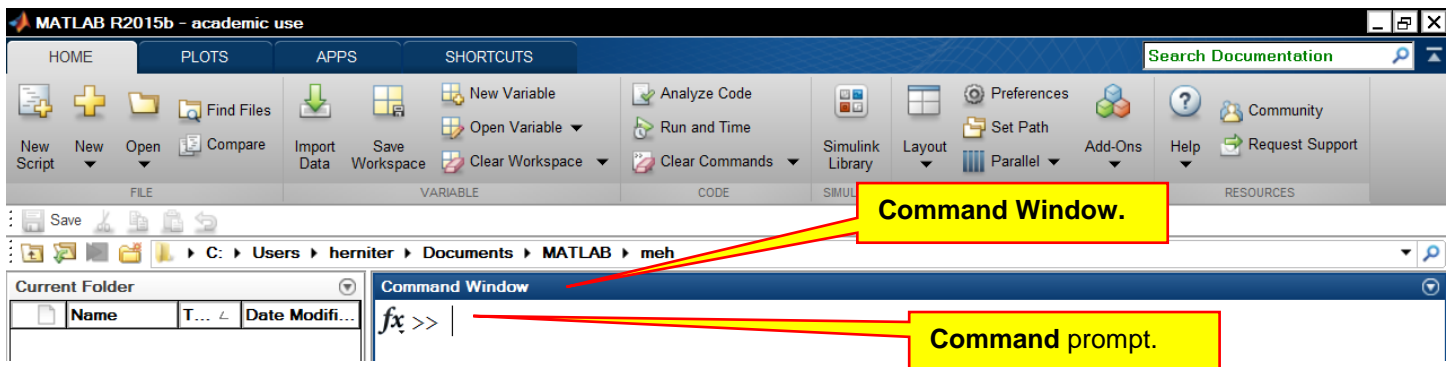 MATLAB R2015b - academic use
HOME PLOTS APPS SHORTCUTS Search Documentation
New Script
New
Open
Find Files
Compare
FILE
Import Data
Save Workspace
New Variable
Open Variable
Clear Workspace
VARIABLE
Analyze Code
Run and Time
Clear Commands
CODE
Simulink Library
SIMUL
Layout
Preferences
Set Path
Parallel
Add-Ons
Help
Community
Request Support
RESOURCES
Command Window.
Save
C: Users herniter Documents MATLAB meh
Current Folder
Name T... Date Modifi...
Command Window
fx >>
Command prompt.